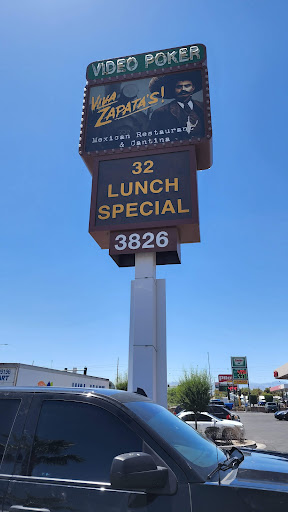 VIDEO POKER
VIVA
ZAPATA'S!
Mexican Restaurant
& Cantina
32
LUNCH
SPECIAL
3826